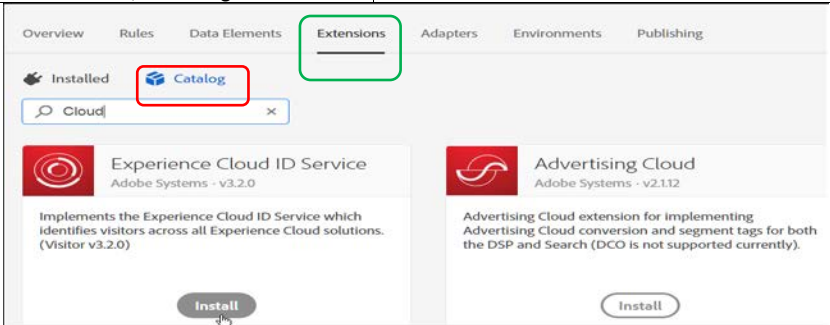 Overview Rules Data Elements Extensions Adapters Environments Publishing
Installed Catalog
Cloud ×
Experience Cloud ID Service
Adobe Systems · v3.2.0
Implements the Experience Cloud ID Service which
identifies visitors across all Experience Cloud solutions.
(Visitor v3.2.0)
Install
Advertising Cloud
Adobe Systems · v2.1.12
Advertising Cloud extension for implementing
Advertising Cloud conversion and segment tags for both
the DSP and Search (DCO is not supported currently).
Install